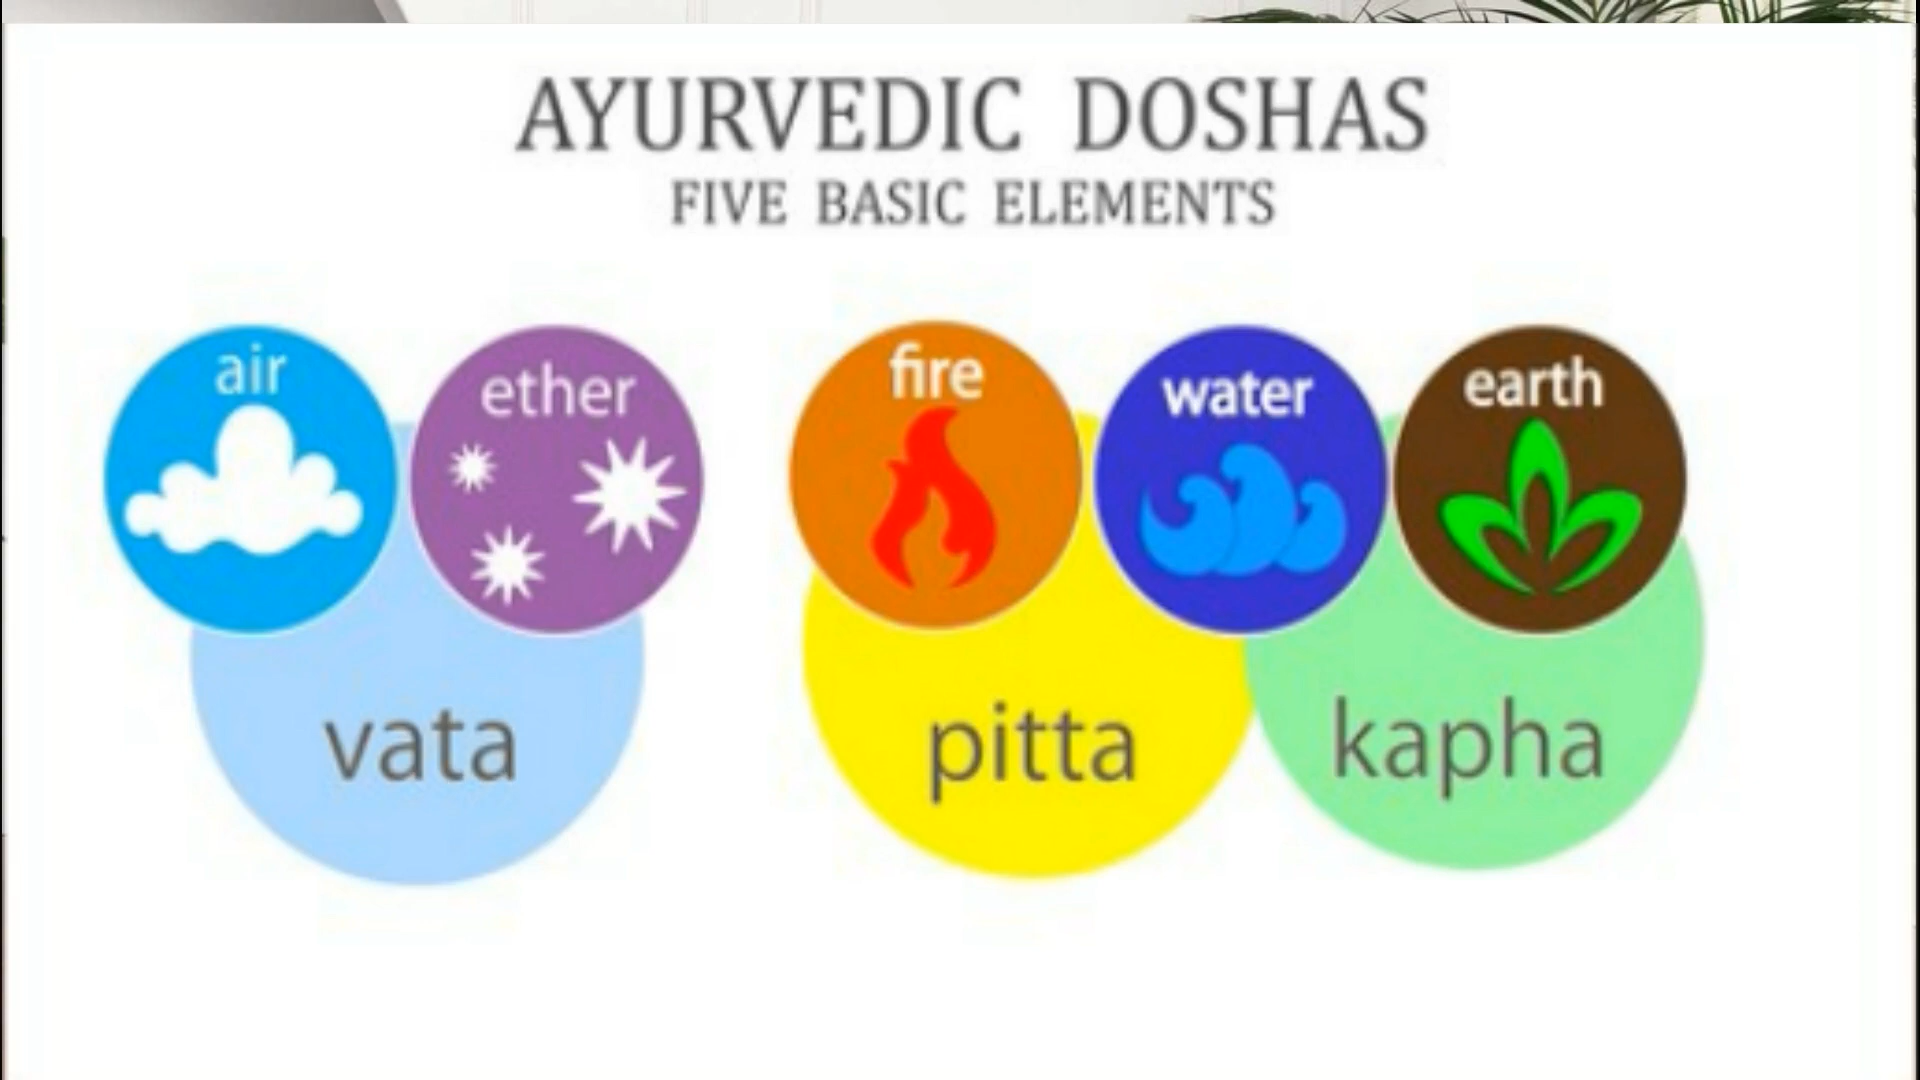 AYURVEDIC DOSHAS
FIVE BASIC ELEMENTS
air
ether
fire
water
earth
vata
pitta
kapha